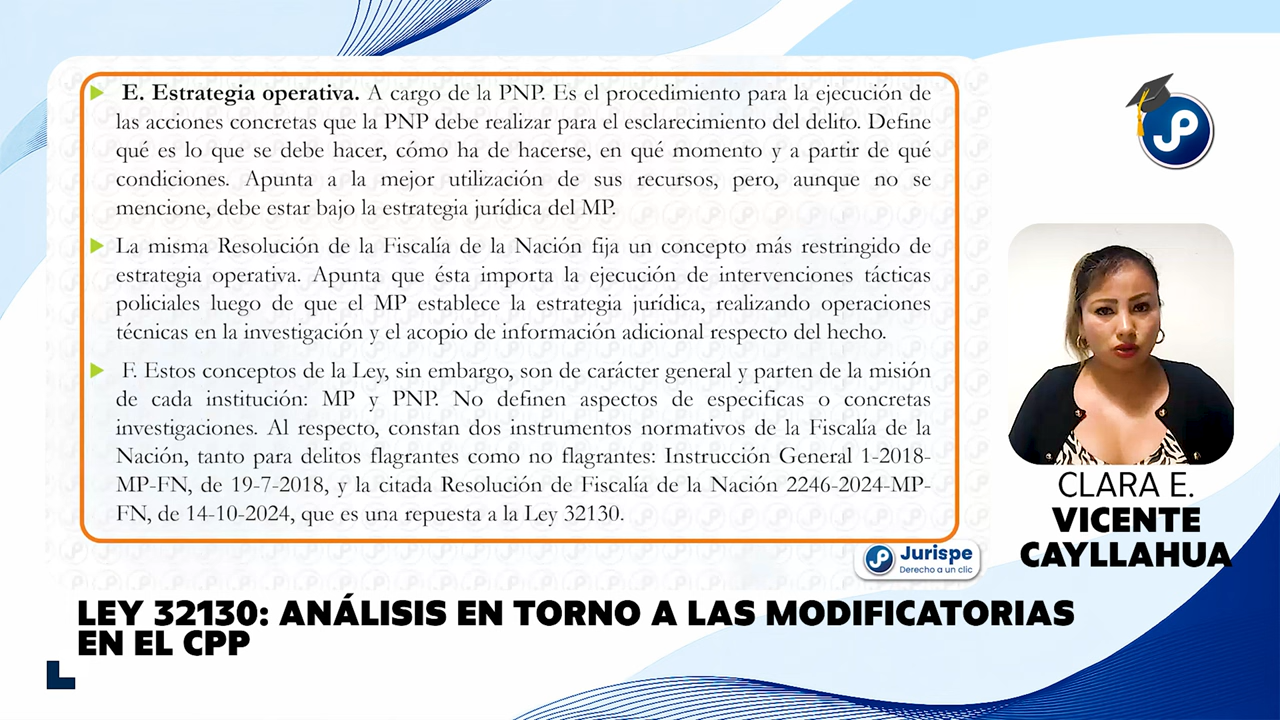 E. Estrategia operativa. A cargo de la PNP. Es el procedimiento para la ejecución de
las acciones concretas que la PNP debe realizar para el esclarecimiento del delito. Define
qué es lo que se debe hacer, cómo ha de hacerse, en qué momento y a partir de qué
condiciones. Apunta a la mejor utilización de sus recursos, pero, aunque no se
mencione, debe estar bajo la estrategia jurídica del MP.
La misma Resolución de la Fiscalía de la Nación fija un concepto más restringido de
estrategia operativa. Apunta que ésta importa la ejecución de intervenciones tácticas
policiales luego de que el MP establece la estrategia jurídica, realizando operaciones
técnicas en la investigación y el acopio de información adicional respecto del hecho.
F. Estos conceptos de la Ley, sin embargo, son de carácter general y parten de la misión
de cada institución: MP y PNP. No definen aspectos de especificas o concretas
investigaciones. Al respecto, constan dos instrumentos normativos de la Fiscalía de la
Nación, tanto para delitos flagrantes como no flagrantes: Instrucción General 1-2018-
MP-FN, de 19-7-2018, y la citada Resolución de Fiscalía de la Nación 2246-2024-MP-
FN, de 14-10-2024, que es una repuesta a la Ley 32130.
JP
CLARA E.
VICENTE
CAYLLAHUA
JP Jurispe
Derecho a un clic
LEY 32130: ANÁLISIS EN TORNO A LAS MODIFICATORIAS
EN EL CPP